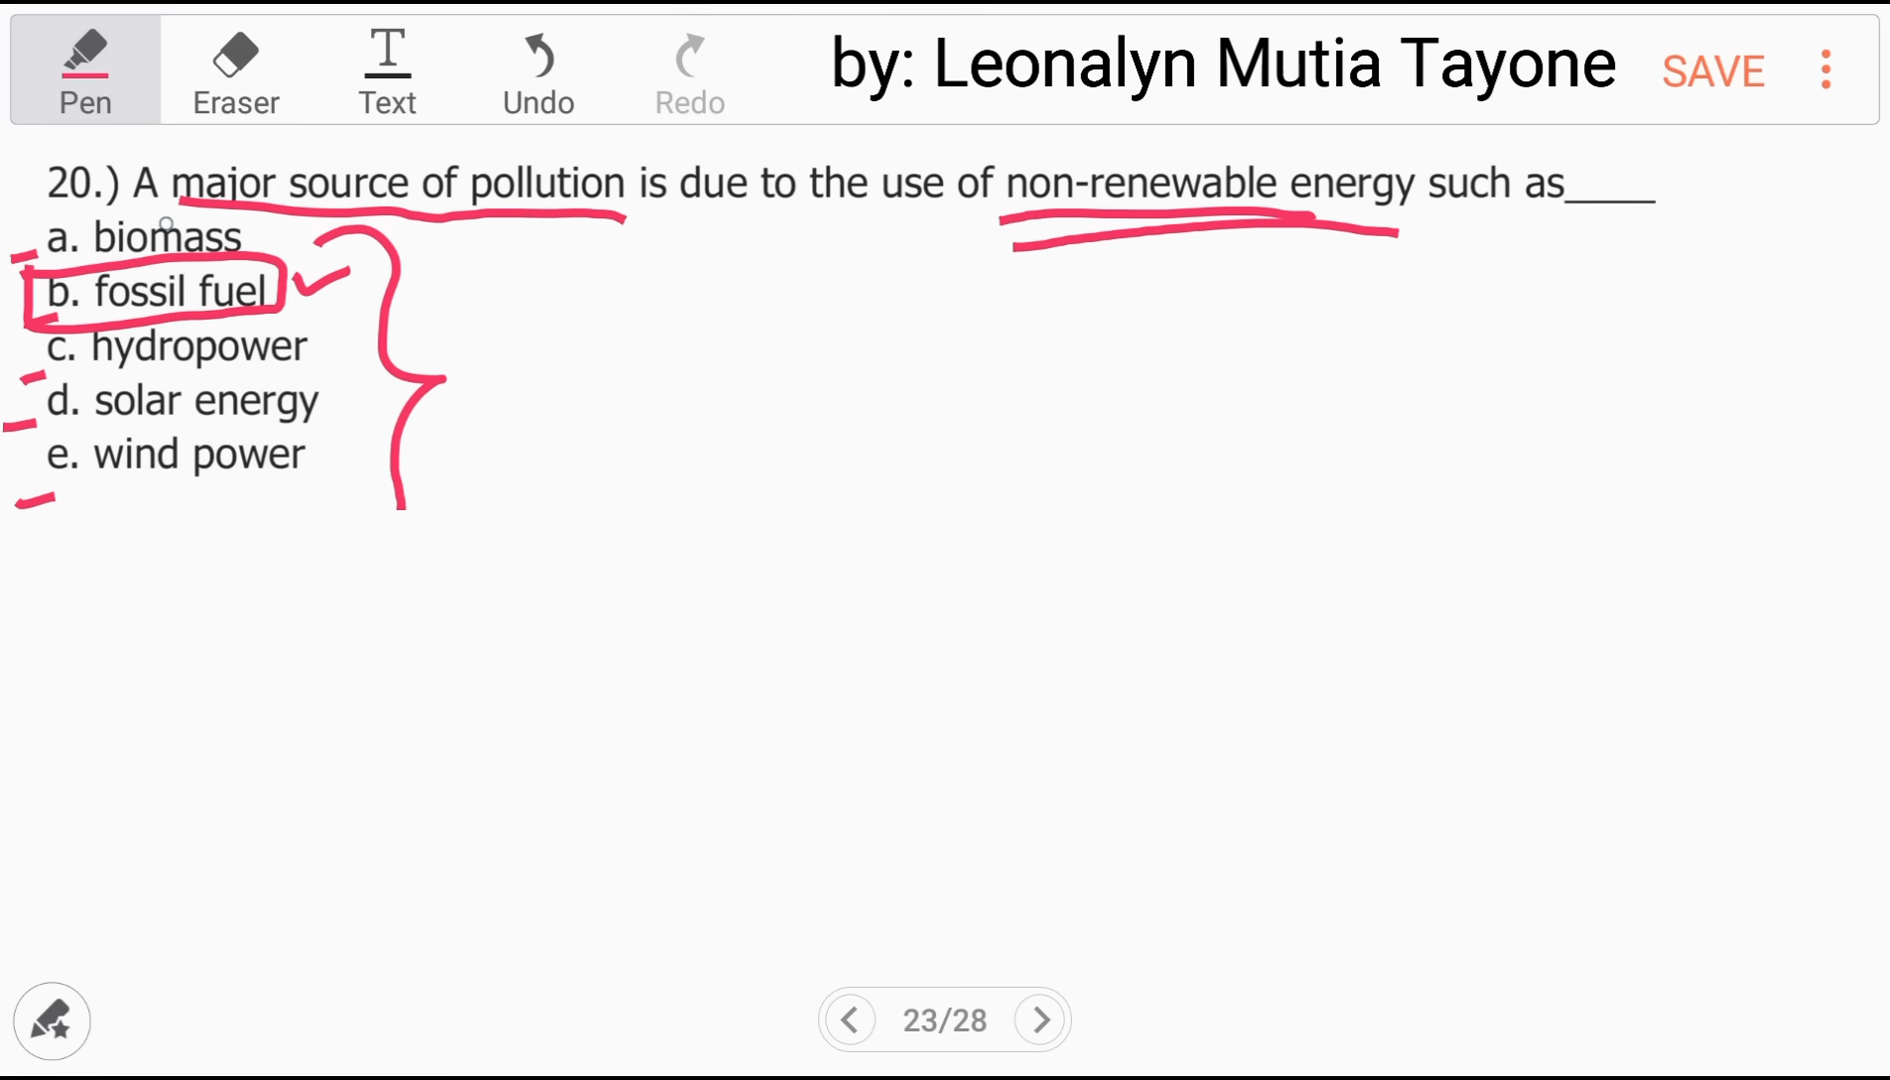 Pen Eraser Text Undo Redo by: Leonalyn Mutia Tayone SAVE
20.) A major source of pollution is due to the use of non-renewable energy such as_____
a. biomass
b. fossil fuel
c. hydropower
d. solar energy
e. wind power
23/28